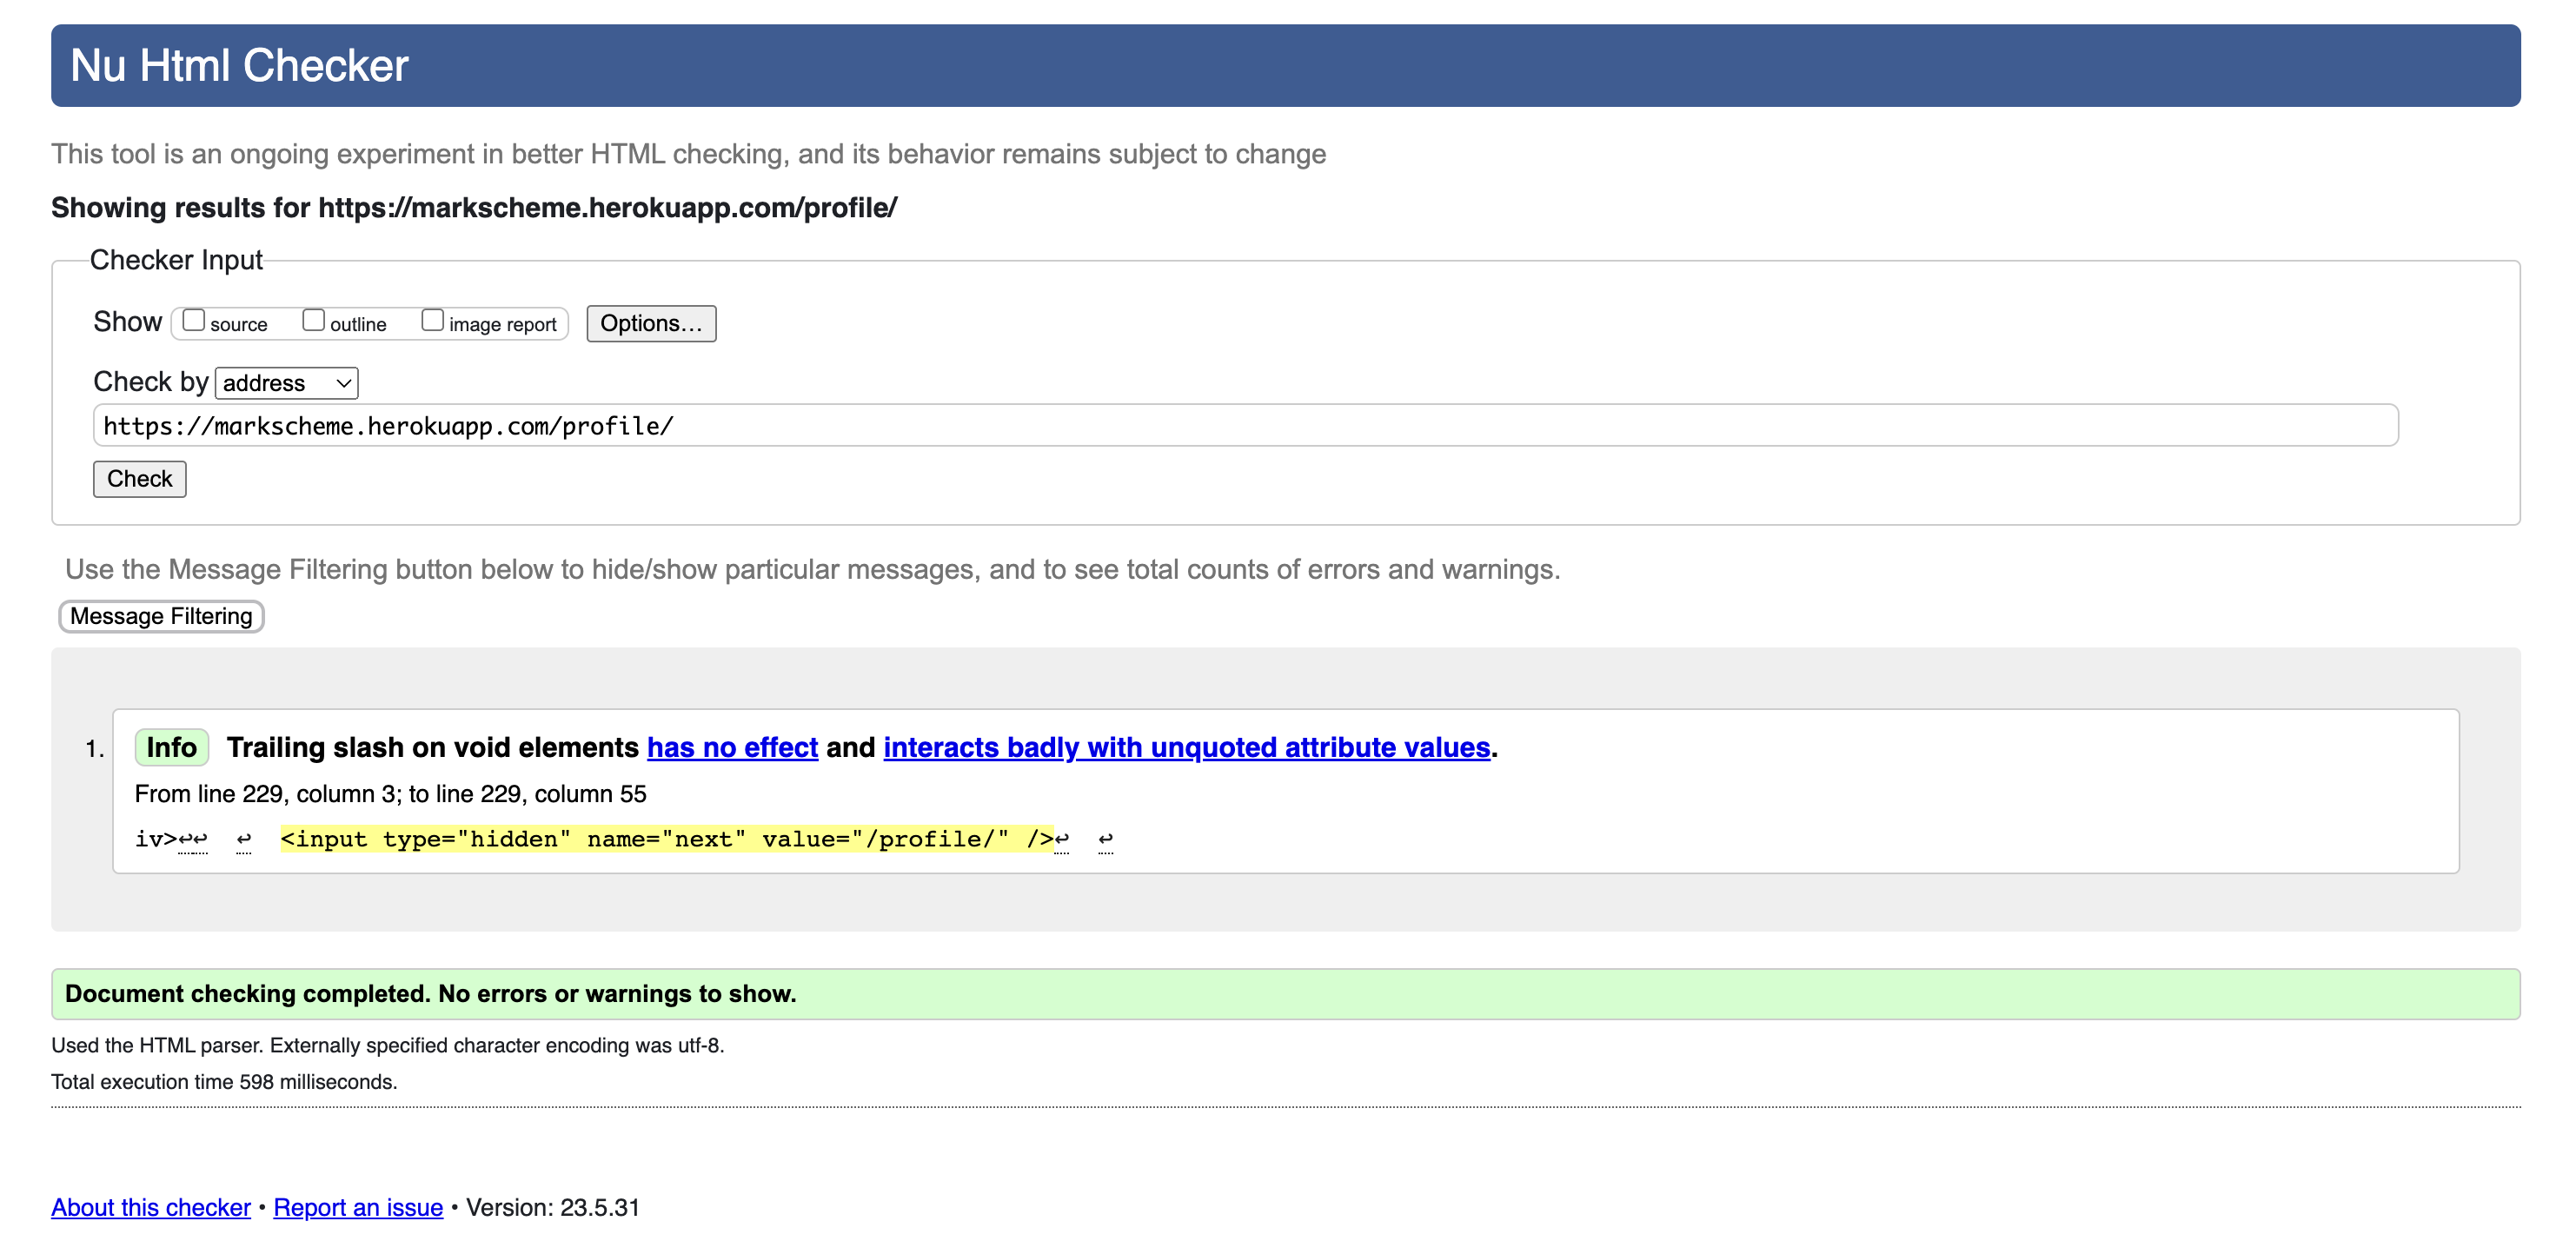 Nu Html Checker
This tool is an ongoing experiment in better HTML checking, and its behavior remains subject to change
Showing results for https://markscheme.herokuapp.com/profile/
Checker Input
Show source outline image report Options...
Check by address
https://markscheme.herokuapp.com/profile/
Check
Use the Message Filtering button below to hide/show particular messages, and to see total counts of errors and warnings.
Message Filtering
1. Info Trailing slash on void elements has no effect and interacts badly with unquoted attribute values.
From line 229, column 3; to line 229, column 55
iv>↩↩ ↩ <input type="hidden" name="next" value="/profile/" />↩ ↩
Document checking completed. No errors or warnings to show.
Used the HTML parser. Externally specified character encoding was utf-8.
Total execution time 598 milliseconds.
About this checker • Report an issue • Version: 23.5.31